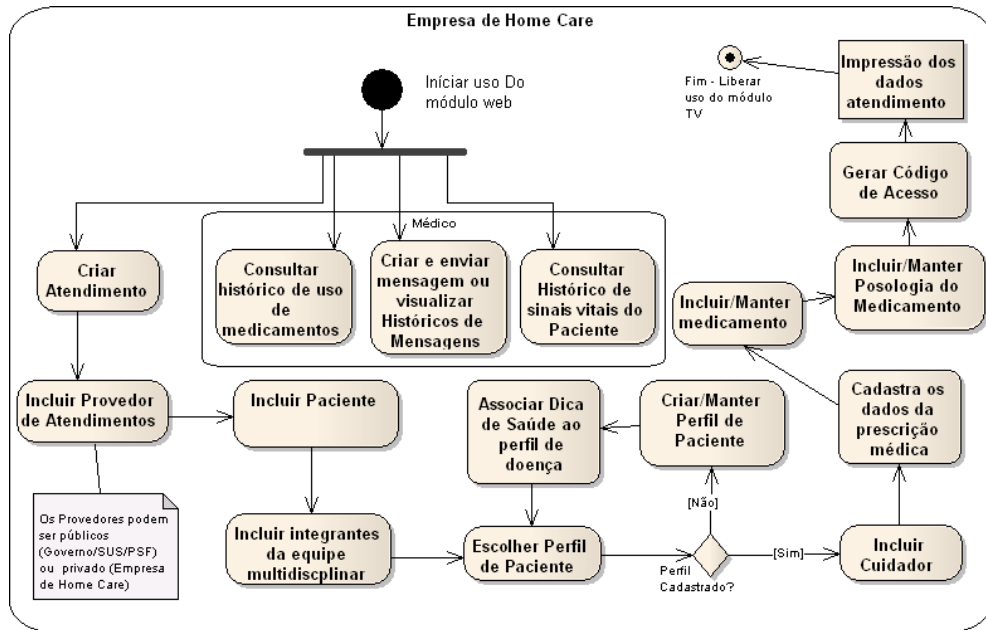 Empresa de Home Care
Iníciar uso Do
módulo web
Fim - Liberar
uso do módulo
TV
Impressão dos
dados
atendimento
Gerar Código
de Acesso
Médico
Criar
Atendimento
Consultar
histórico de uso
de
medicamentos
Criar e enviar
mensagem ou
visualizar
Históricos de
Mensagens
Consultar
Histórico de
sinais vitais do
Paciente
Incluir/Manter
medicamento
Incluir/Manter
Posologia do
Medicamento
Incluir Provedor
de Atendimentos
Incluir Paciente
Associar Dica
de Saúde ao
perfil de
doença
Criar/Manter
Perfil de
Paciente
Cadastra os
dados da
prescrição
médica
Os Provedores podem
ser públicos
(Governo/SUS/PSF)
ou privado (Empresa
de Home Care)
Incluir integrantes
da equipe
multidiscplinar
Escolher Perfil
de Paciente
[Não]
Perfil
Cadastrado?
[Sim]
Incluir
Cuidador